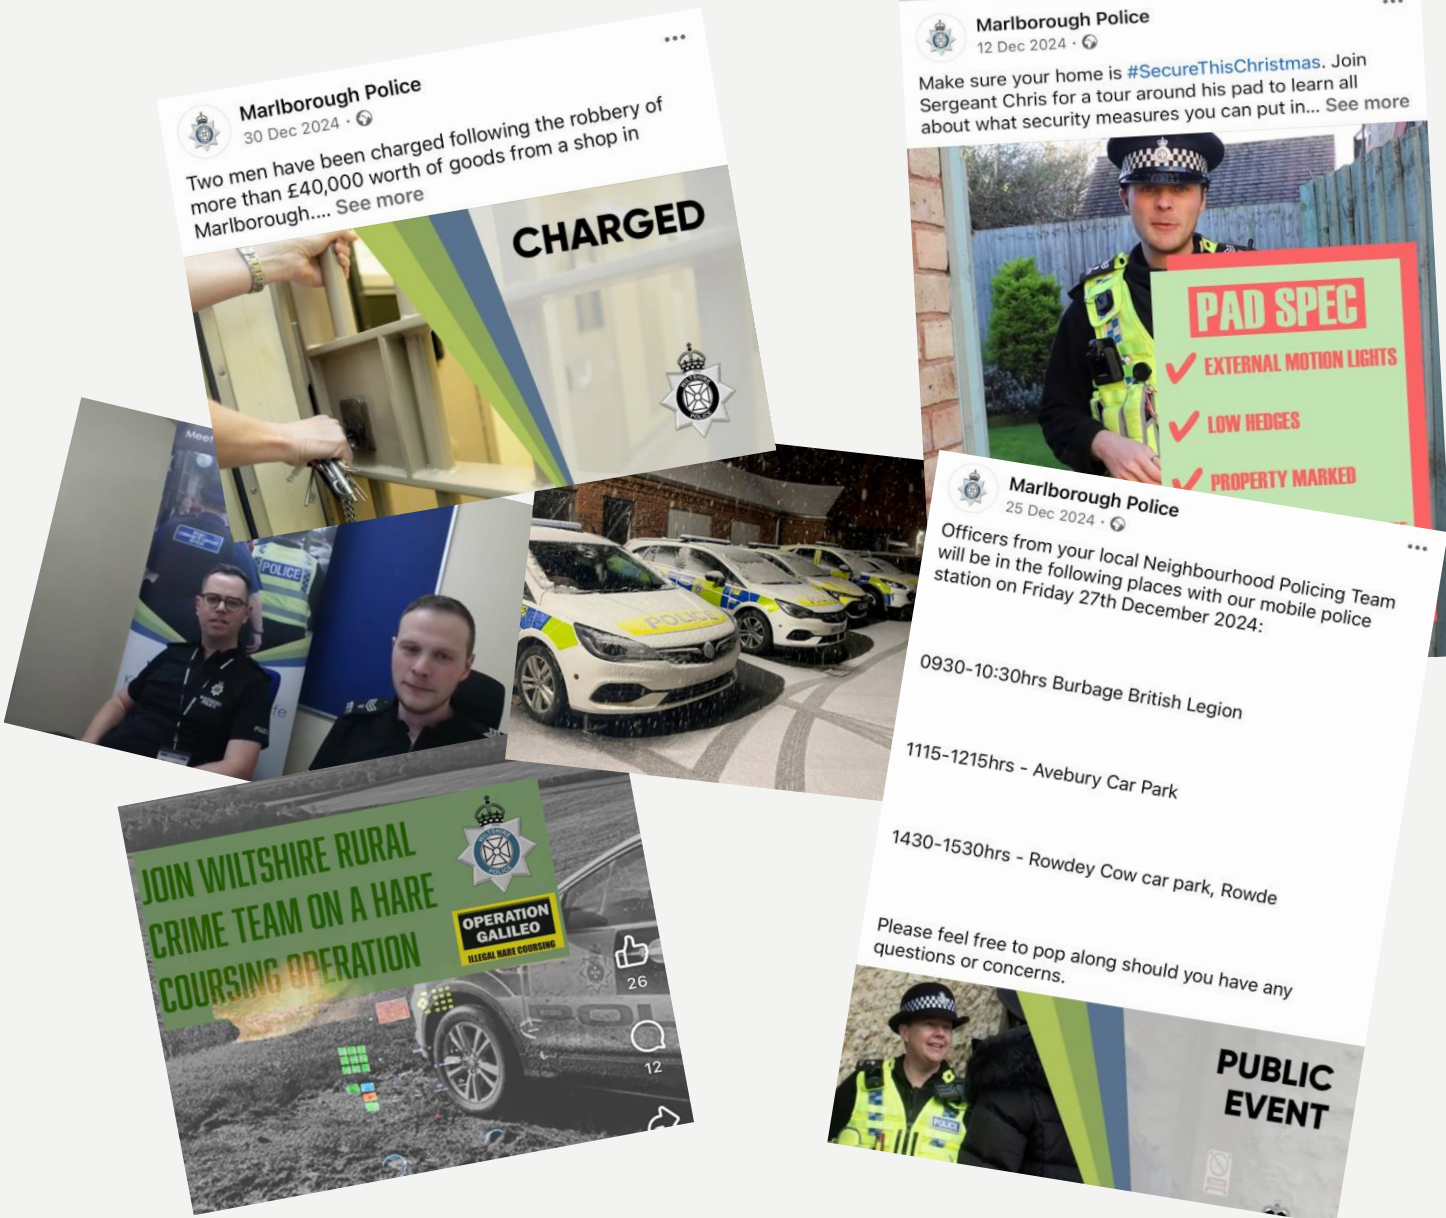 Marlborough Police
30 Dec 2024 ·
Two men have been charged following the robbery of
more than £40,000 worth of goods from a shop in
Marlborough.... See more
CHARGED
WILTSHIRE
POLICE
Marlborough Police
12 Dec 2024 ·
Make sure your home is #SecureThisChristmas. Join
Sergeant Chris for a tour around his pad to learn all
about what security measures you can put in... See more
PAD SPEC
EXTERNAL MOTION LIGHTS
LOW HEDGES
PROPERTY MARKED
POLICE
POLICE
Marlborough Police
25 Dec 2024 ·
Officers from your local Neighbourhood Policing Team
will be in the following places with our mobile police
station on Friday 27th December 2024:
0930-10:30hrs Burbage British Legion
1115-1215hrs - Avebury Car Park
1430-1530hrs - Rowdey Cow car park, Rowde
Please feel free to pop along should you have any
questions or concerns.
POLICE
PUBLIC
EVENT
JOIN WILTSHIRE RURAL
CRIME TEAM ON A HARE
COURSING OPERATION
WILTSHIRE
POLICE
OPERATION
GALILEO
ILLEGAL HARE COURSING
26
12